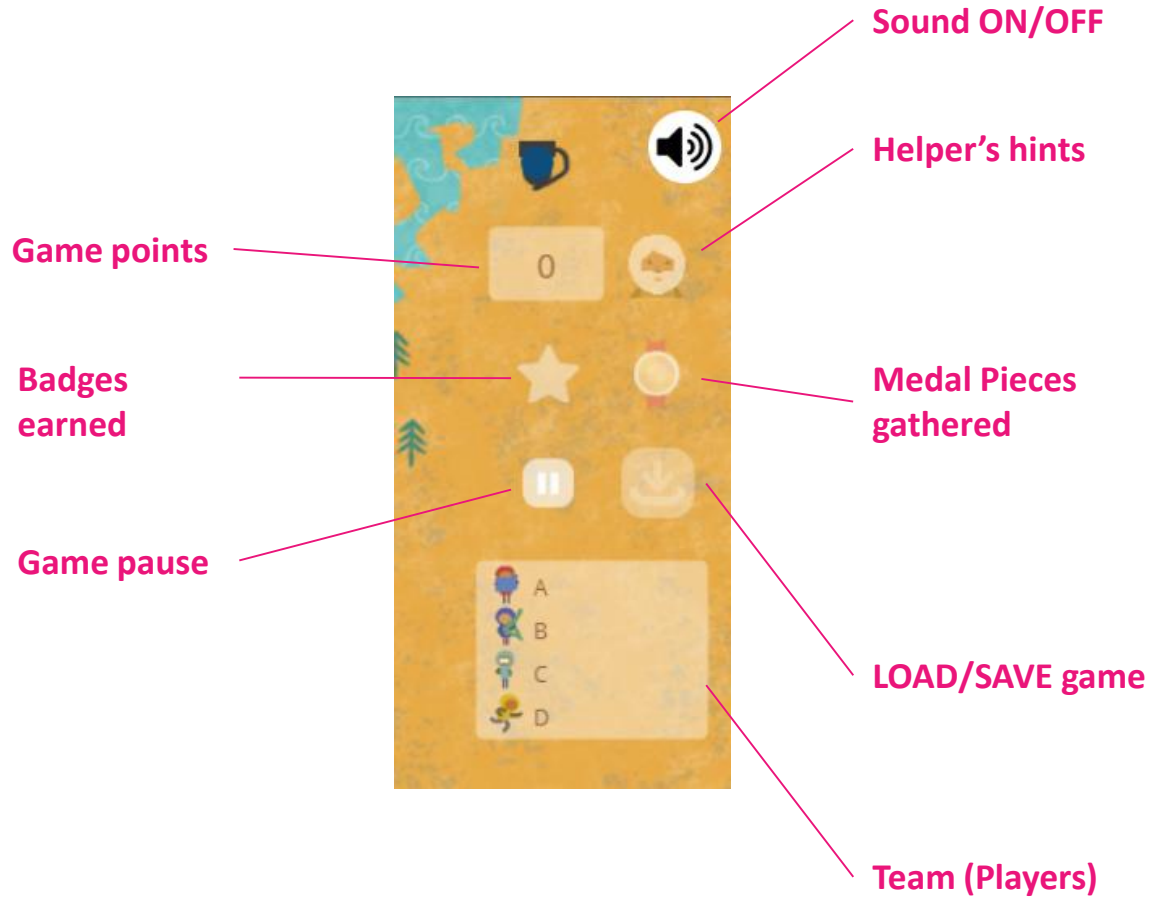 Sound ON/OFF
Helper’s hints
Game points
0
Badges
earned
Medal Pieces
gathered
Game pause
A
B
C
D
LOAD/SAVE game
Team (Players)